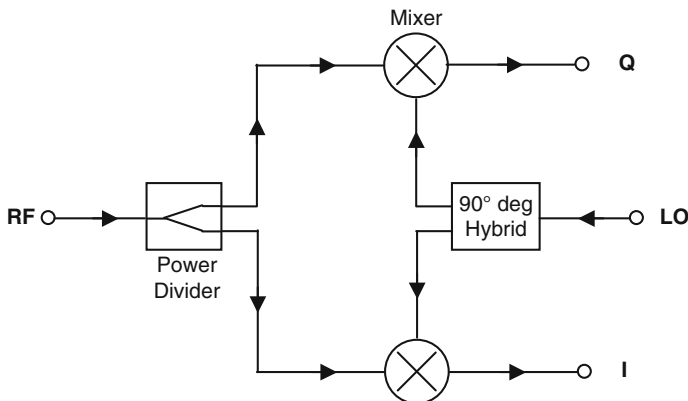 Mixer
Q
RF
90° deg
Hybrid
LO
Power
Divider
I